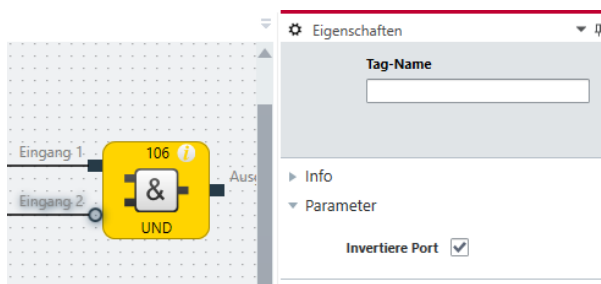 Eigenschaften
Tag-Name
Eingang 1
106
i
&
Eingang 2
UND
Info
Parameter
Invertiere Port